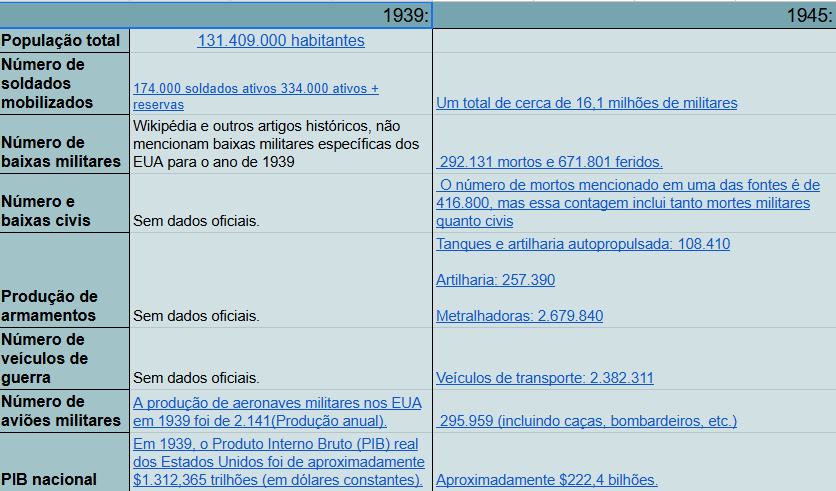 1939:
1945:
População total
131.409.000 habitantes
Número de
soldados
mobilizados
174.000 soldados ativos 334.000 ativos +
reservas
Um total de cerca de 16,1 milhões de militares
Número de
baixas militares
Wikipédia e outros artigos históricos, não
mencionam baixas militares específicas dos
EUA para o ano de 1939
292.131 mortos e 671.801 feridos.
Número e
baixas civis
Sem dados oficiais.
O número de mortos mencionado em uma das fontes é de
416.800, mas essa contagem inclui tanto mortes militares
quanto civis
Produção de
armamentos
Sem dados oficiais.
Tanques e artilharia autopropulsada: 108.410
Artilharia: 257.390
Metralhadoras: 2.679.840
Número de
veículos de
guerra
Sem dados oficiais.
Veículos de transporte: 2.382.311
Número de
aviões militares
A produção de aeronaves militares nos EUA
em 1939 foi de 2.141(Produção anual).
295.959 (incluindo caças, bombardeiros, etc.)
PIB nacional
Em 1939, o Produto Interno Bruto (PIB) real
dos Estados Unidos foi de aproximadamente
$1.312,365 trilhões (em dólares constantes).
Aproximadamente $222,4 bilhões.